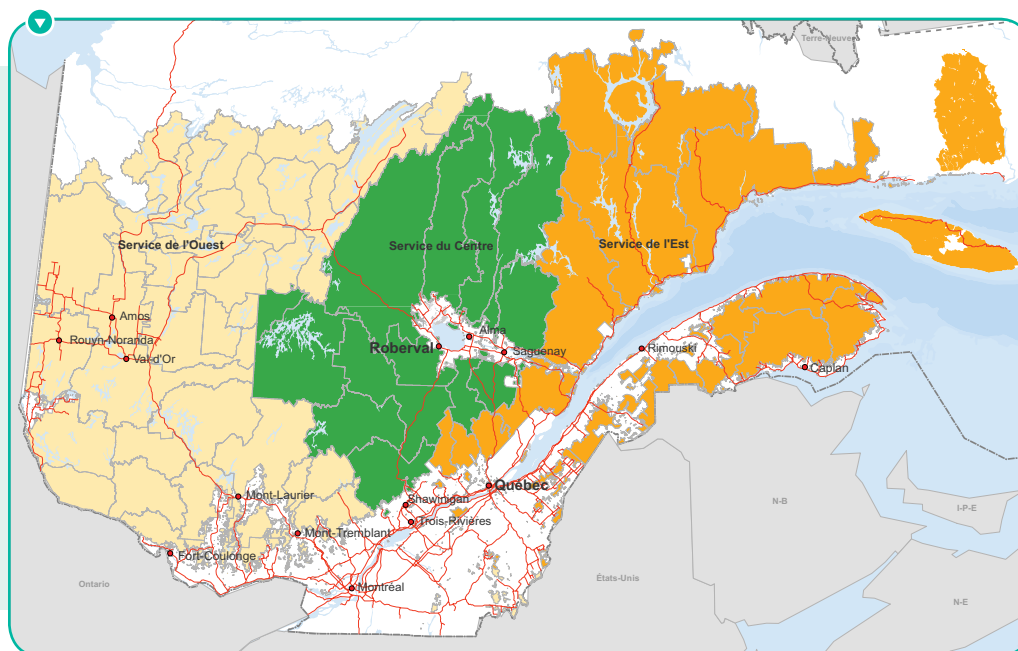 Terre-Neuve
Service de l'Ouest
Service du Centre
Service de l'Est
Amos
Rouyn-Noranda
Val-d'Or
Alma
Roberval
Saguenay
Rimouski
Caplan
Québec
Mont-Laurier
Shawinigan
Trois-Rivières
Mont-Tremblant
Fort-Coulonge
Montréal
Ontario
États-Unis
N-B
I-P-E
N-E